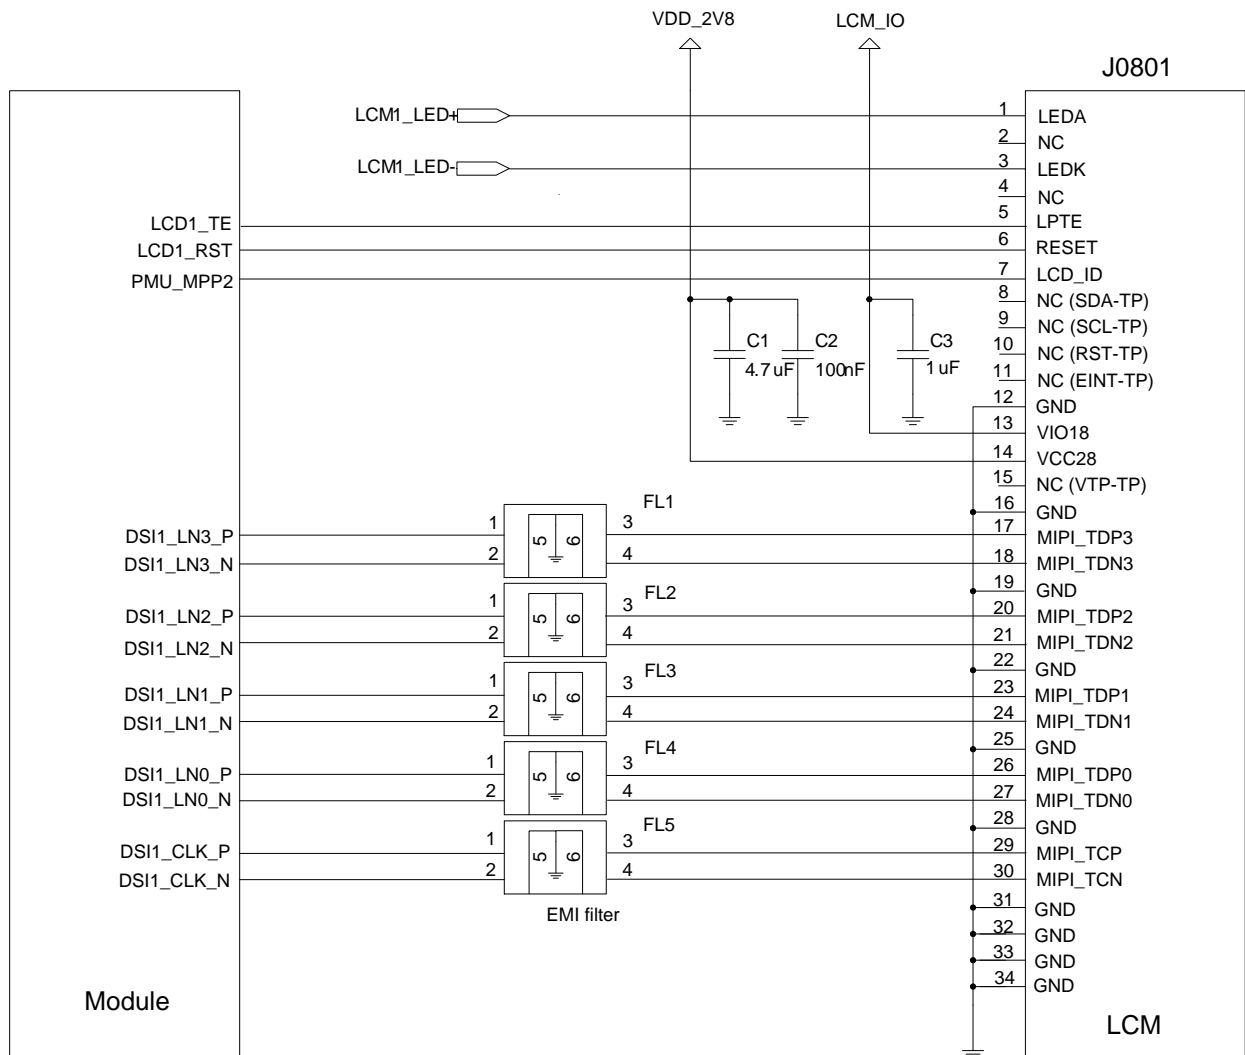 VDD_2V8 LCM_IO
J0801
LCM1_LED+ 1 LEDA
2 NC
LCM1_LED- 3 LEDK
4 NC
LCD1_TE 5 LPTE
LCD1_RST 6 RESET
PMU_MPP2 7 LCD_ID
8 NC (SDA-TP)
9 NC (SCL-TP)
C1 C2 C3 10 NC (RST-TP)
4.7uF 100nF 1uF 11 NC (EINT-TP)
12 GND
13 VIO18
14 VCC28
15 NC (VTP-TP)
FL1 16 GND
DSI1_LN3_P 1 5 6 3 17 MIPI_TDP3
DSI1_LN3_N 2 4 18 MIPI_TDN3
FL2 19 GND
DSI1_LN2_P 1 5 6 3 20 MIPI_TDP2
DSI1_LN2_N 2 4 21 MIPI_TDN2
FL3 22 GND
DSI1_LN1_P 1 5 6 3 23 MIPI_TDP1
DSI1_LN1_N 2 4 24 MIPI_TDN1
FL4 25 GND
DSI1_LN0_P 1 5 6 3 26 MIPI_TDP0
DSI1_LN0_N 2 4 27 MIPI_TDN0
FL5 28 GND
DSI1_CLK_P 1 5 6 3 29 MIPI_TCP
DSI1_CLK_N 2 4 30 MIPI_TCN
EMI filter 31 GND
32 GND
33 GND
34 GND
Module
LCM